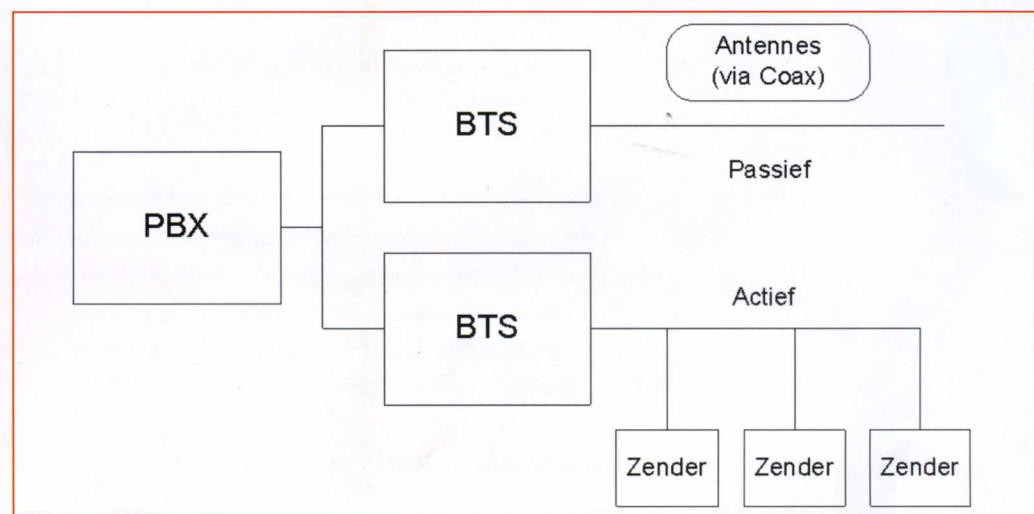 Antennes
(via Coax)
BTS
Passief
PBX
Actief
BTS
Zender
Zender
Zender